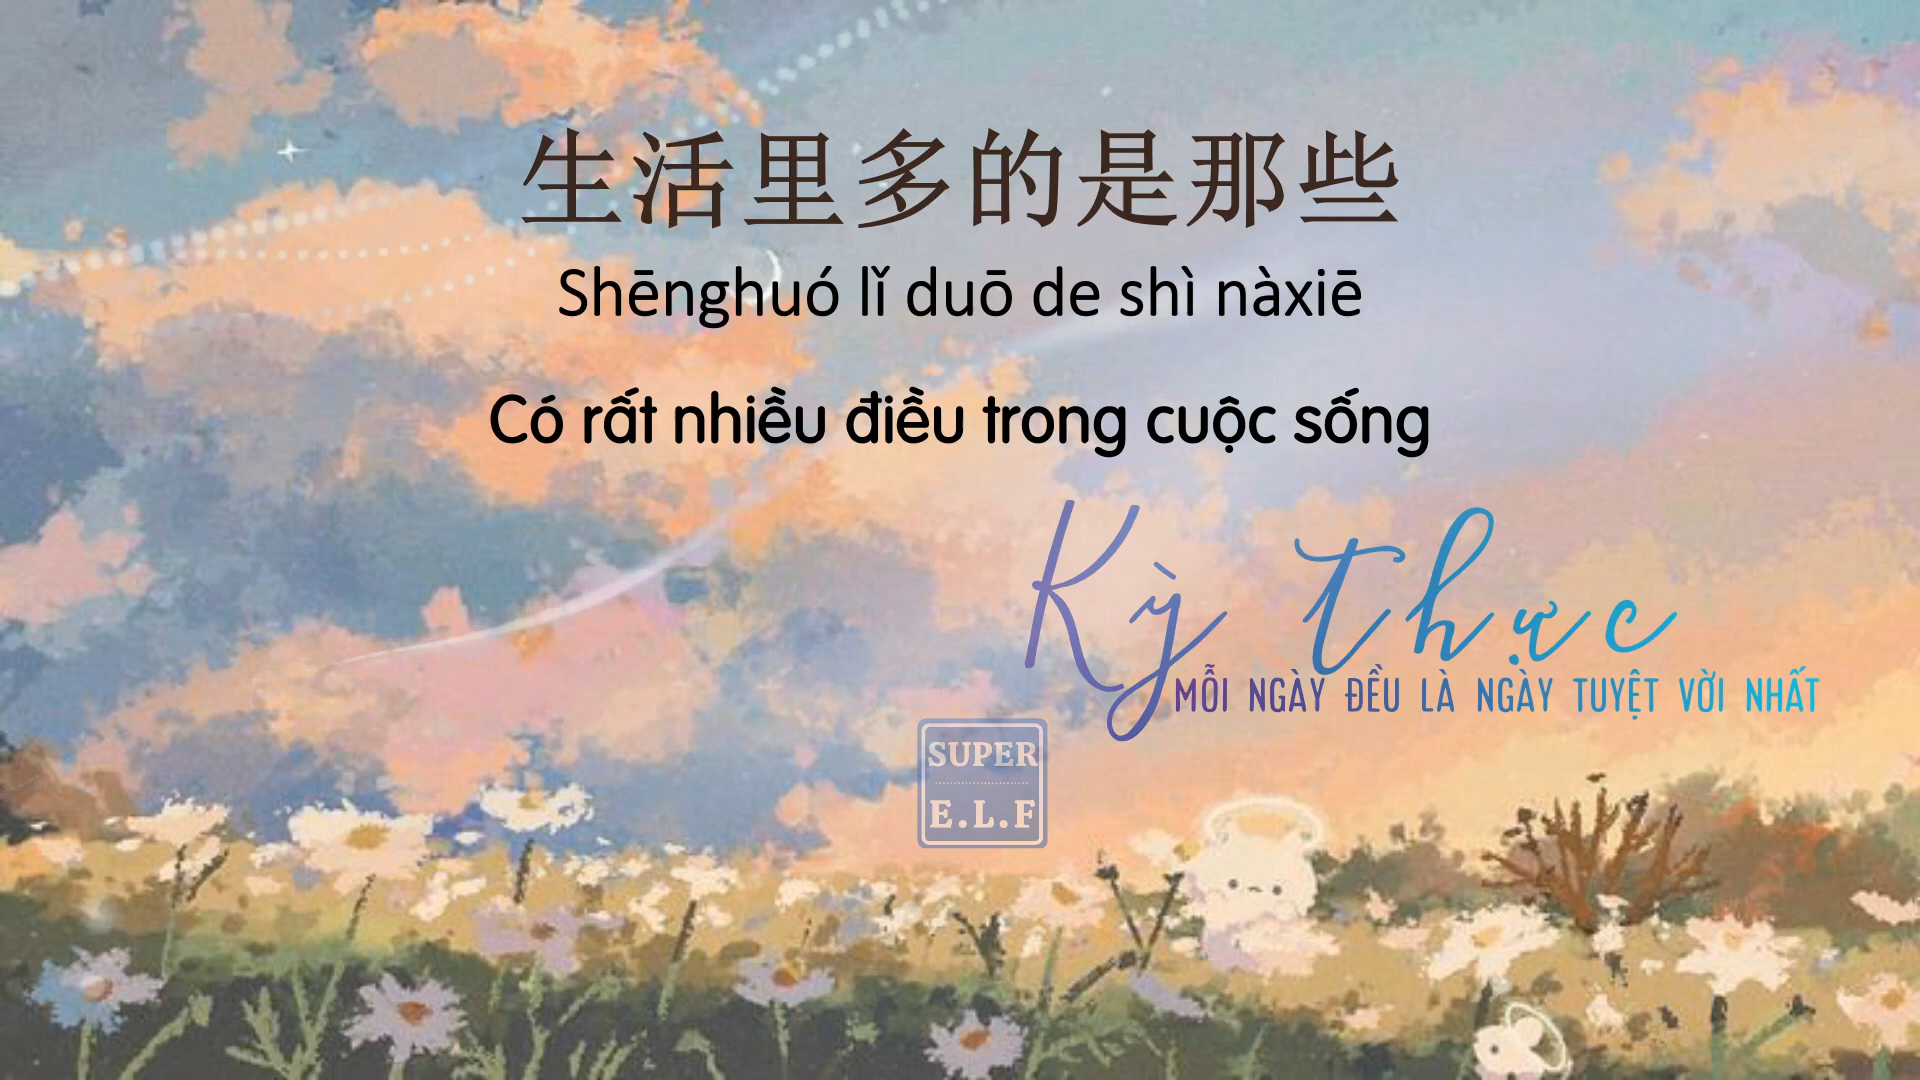 生活里多的是那些
Shēnghuó lǐ duō de shì nàxiē
Có rất nhiều điều trong cuộc sống
Kỳ thực
MỖI NGÀY ĐỀU LÀ NGÀY TUYỆT VỜI NHẤT
SUPER
E.L.F